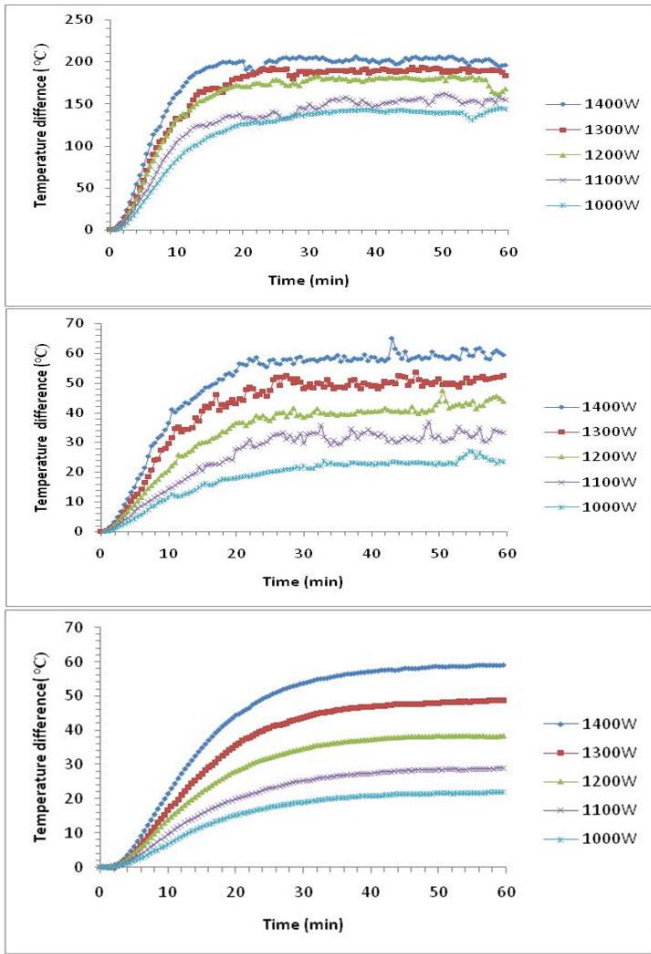 Temperature differnce(°C)
250
200
150
100
50
0
0 10 20 30 40 50 60
Time (min)
1400W
1300W
1200W
1100W
1000W
Temperature difference(°C)
70
60
50
40
30
20
10
0
0 10 20 30 40 50 60
Time (min)
1400W
1300W
1200W
1100W
1000W
Temperature difference(°C)
70
60
50
40
30
20
10
0
0 10 20 30 40 50 60
Time (min)
1400W
1300W
1200W
1100W
1000W